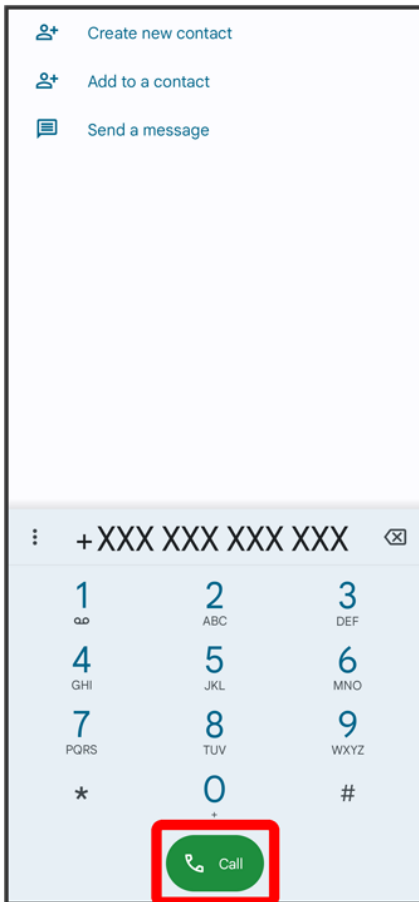 Create new contact
Add to a contact
Send a message
+XXX XXX XXX XXX
1 2 3
ABC DEF
4 5 6
GHI JKL MNO
7 8 9
PQRS TUV WXYZ
* 0 #
+
Call